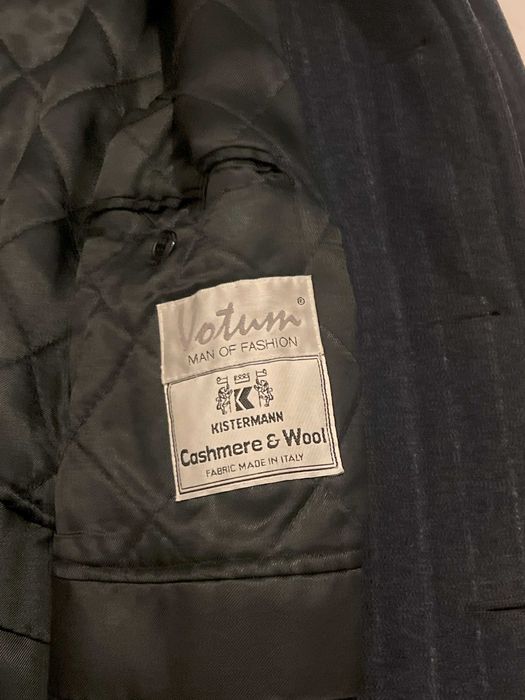 Votum ®
MAN OF FASHION
K
KISTERMANN
Cashmere & Wool
FABRIC MADE IN ITALY